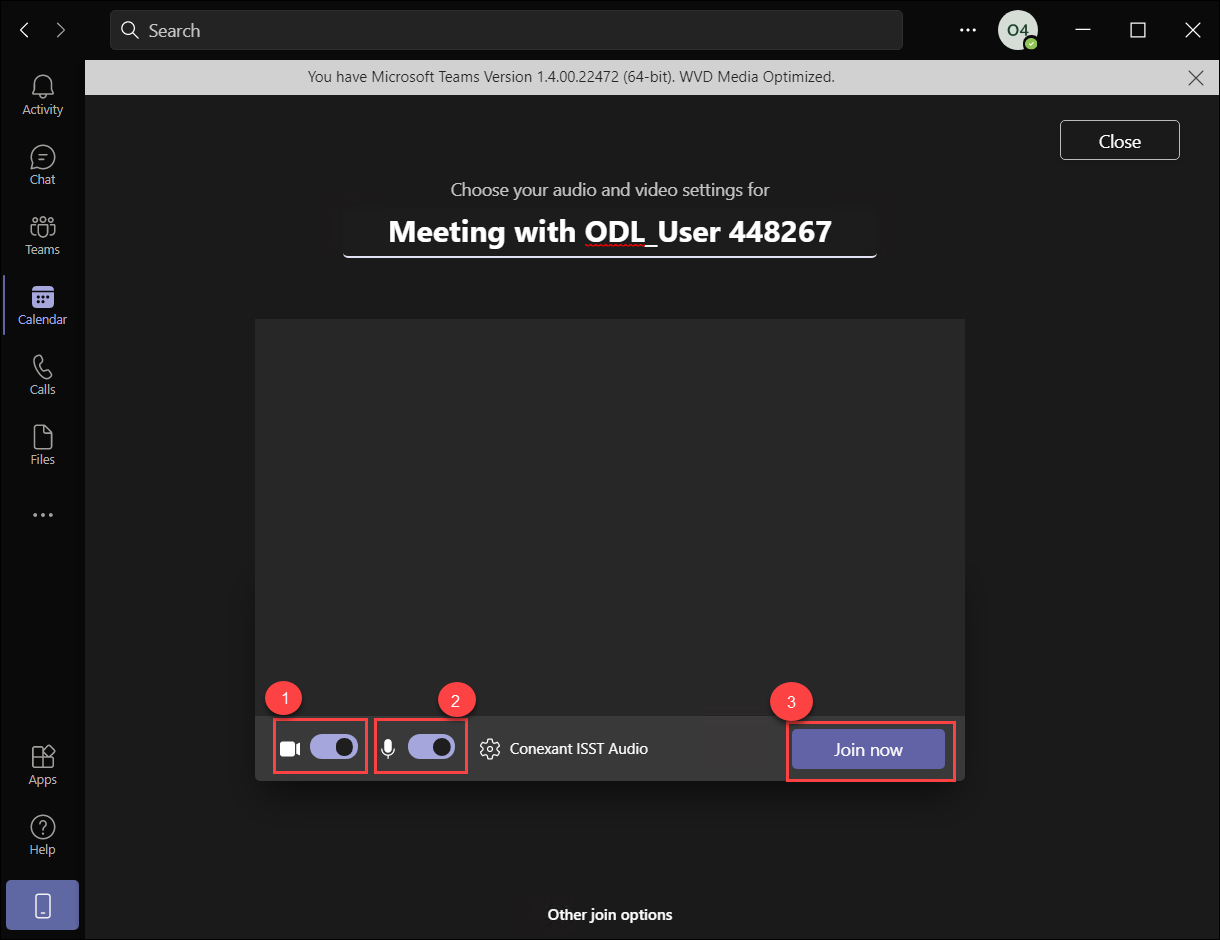 Search
O4
You have Microsoft Teams Version 1.4.00.22472 (64-bit). WVD Media Optimized.
Activity
Chat
Teams
Calendar
Calls
Files
Apps
Help
Close
Choose your audio and video settings for
Meeting with ODL_User 448267
1
2
3
Conexant ISST Audio
Join now
Other join options